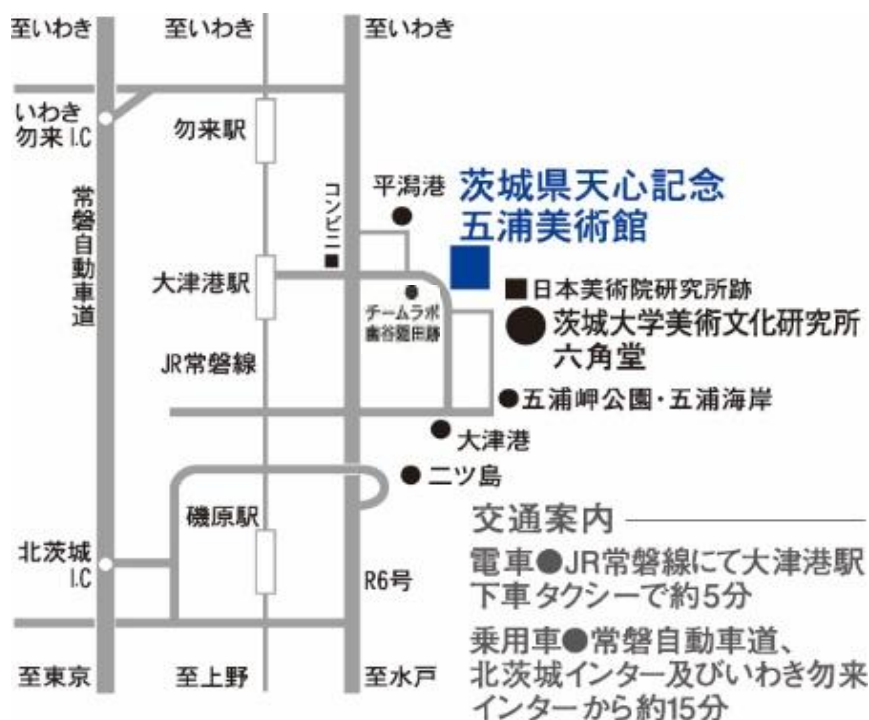 至いわき
至いわき
至いわき
いわき
勿来I.C
勿来駅
常磐自動車道
コンビニ
平潟港
茨城県天心記念
五浦美術館
大津港駅
チームラボ
幽谷隠田跡
日本美術院研究所跡
茨城大学美術文化研究所
六角堂
JR常磐線
五浦岬公園・五浦海岸
大津港
二ツ島
磯原駅
北茨城
I.C
R6号
交通案内
電車●JR常磐線にて大津港駅
下車タクシーで約5分
乗用車●常磐自動車道、
北茨城インター及びいわき勿来
インターから約15分
至東京
至上野
至水戸